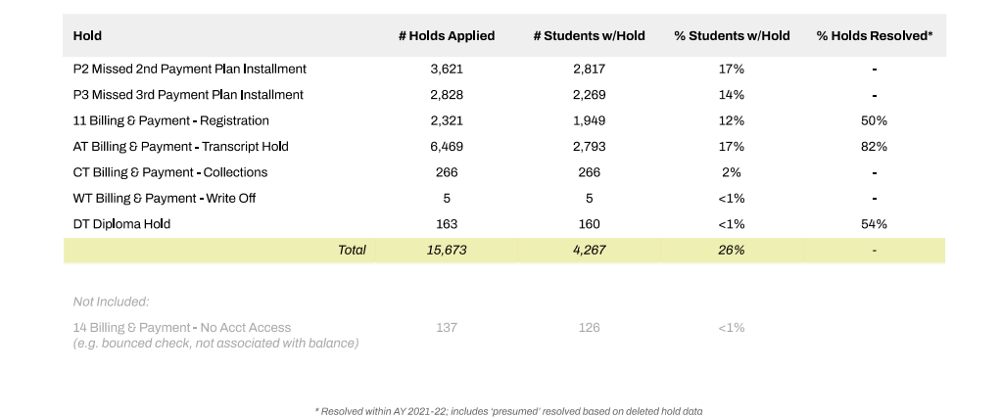 Hold # Holds Applied # Students w/Hold % Students w/Hold % Holds Resolved*
P2 Missed 2nd Payment Plan Installment 3,621 2,817 17% -
P3 Missed 3rd Payment Plan Installment 2,828 2,269 14% -
11 Billing & Payment - Registration 2,321 1,949 12% 50%
AT Billing & Payment - Transcript Hold 6,469 2,793 17% 82%
CT Billing & Payment - Collections 266 266 2% -
WT Billing & Payment - Write Off 5 5 <1% -
DT Diploma Hold 163 160 <1% 54%
Total 15,673 4,267 26% -
Not Included:
14 Billing & Payment - No Acct Access 137 126 <1%
(e.g. bounced check, not associated with balance)
* Resolved within AY 2021-22; includes ‘presumed’ resolved based on deleted hold data